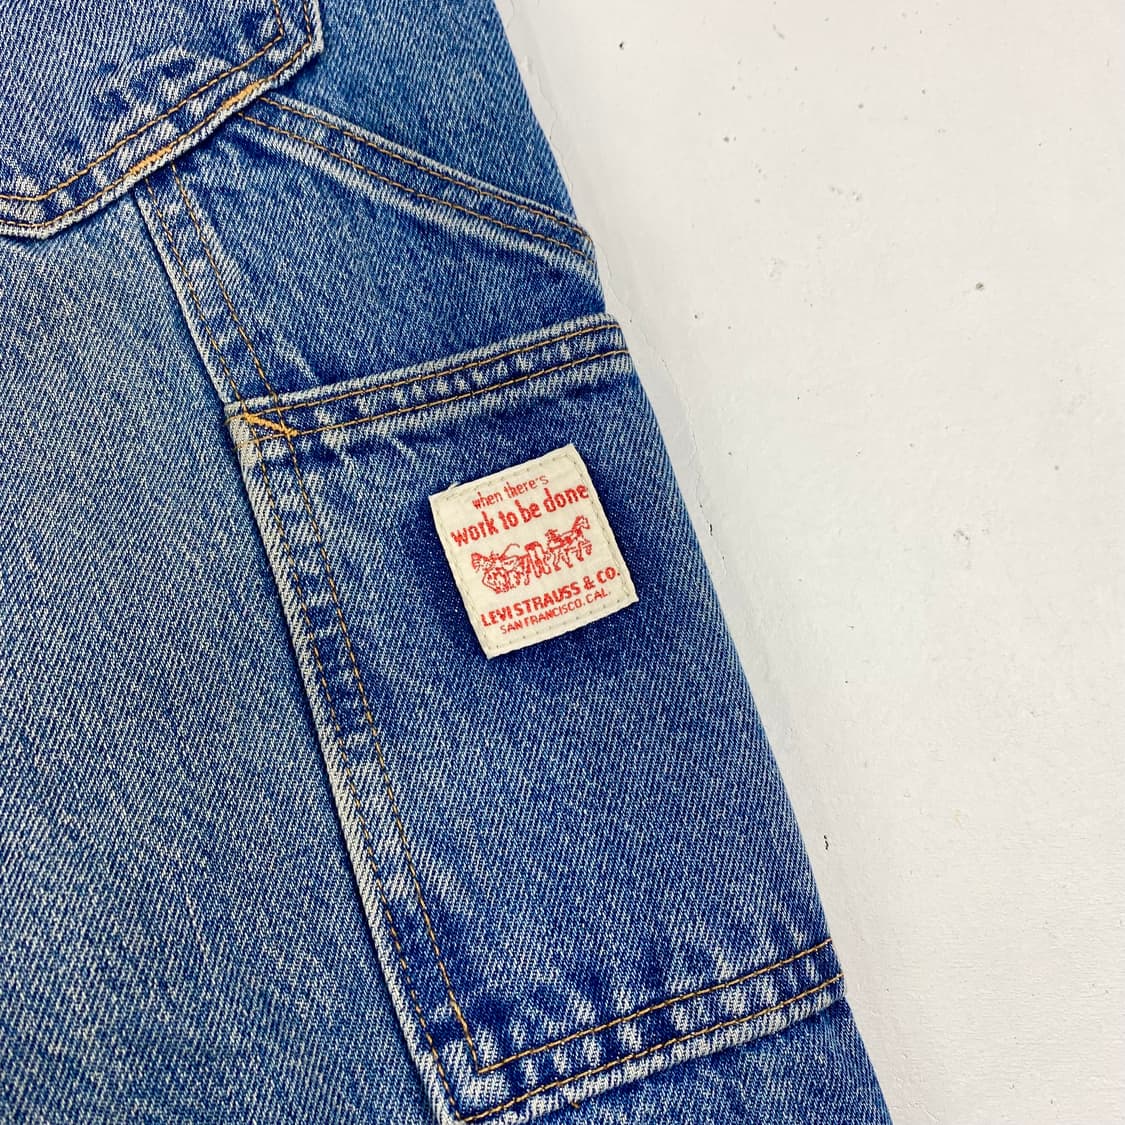 when there's
work to be done
LEVI STRAUSS & CO.
SAN FRANCISCO, CAL.